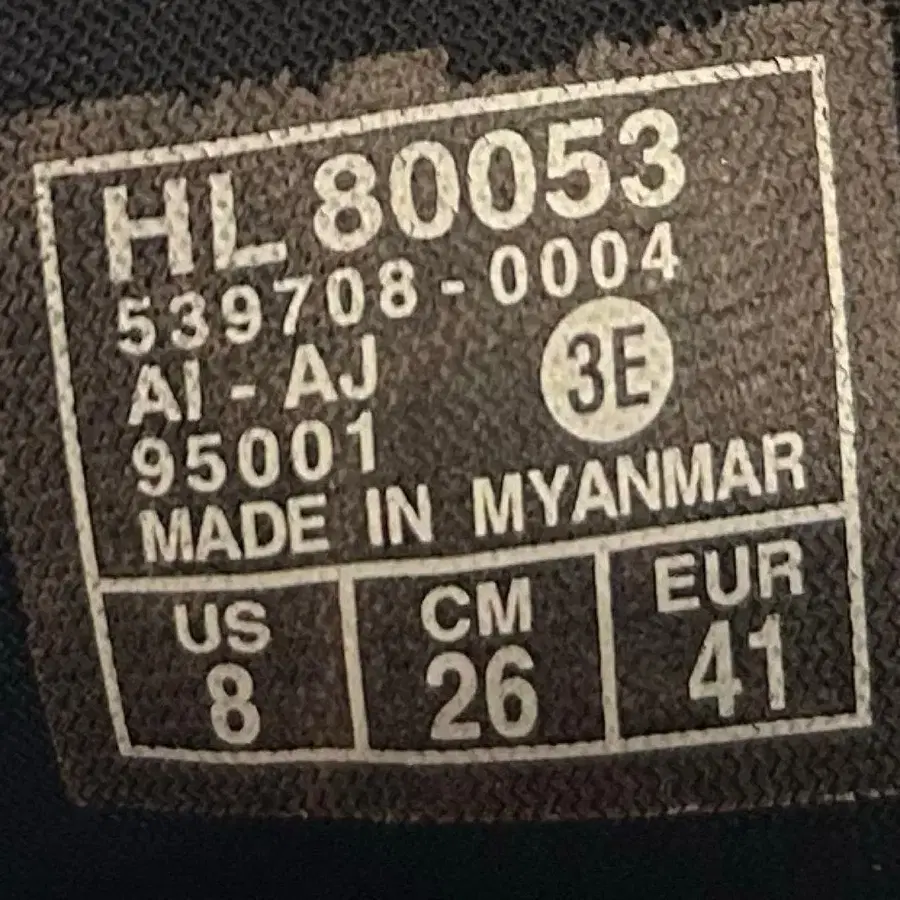 HL 80053
539708-0004
AI - AJ
3E
95001
MADE IN MYANMAR
US CM EUR
8 26 41